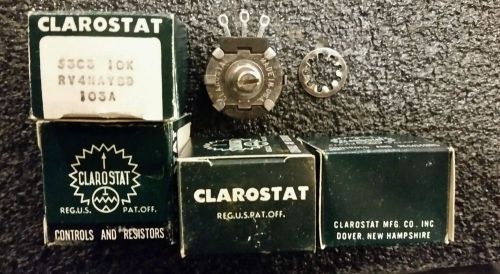 CLAROSTAT
53C3 10K
RV4NAYSD
103A
CLAROSTAT
REG.U.S. PAT.OFF.
CONTROLS AND RESISTORS
CLAROSTAT
REG.U.S. PAT.OFF.
CLAROSTAT MFG. CO., INC
DOVER, NEW HAMPSHIRE